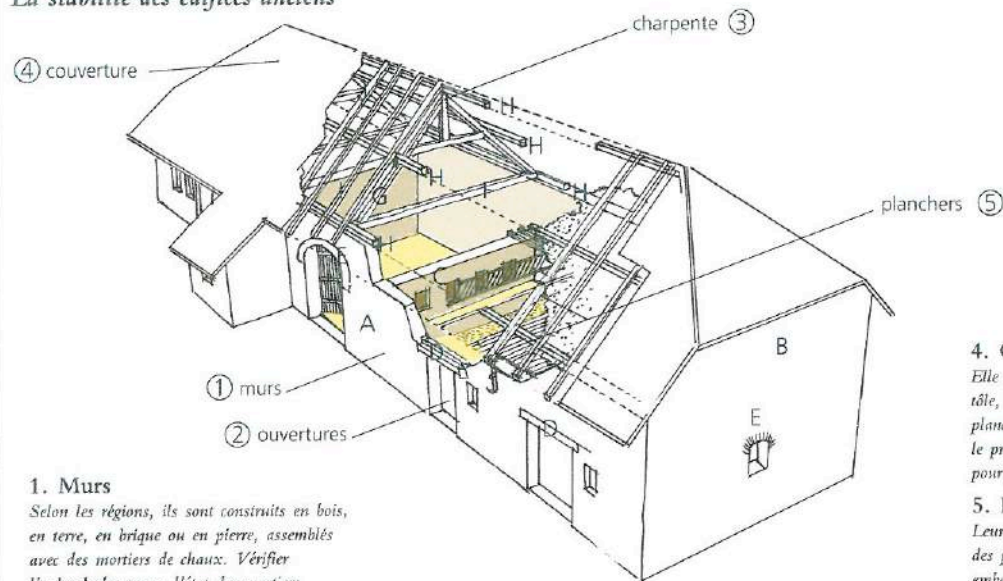 La stabilité des édifices anciens
charpente ③
④ couverture
H
H
H
H
G
I
H
planchers ⑤
A
D
B
① murs
② ouvertures
D
E
1. Murs
Selon les régions, ils sont construits en bois,
en terre, en brique ou en pierre, assemblés
avec des mortiers de chaux. Vérifier
4.
Elle
tôle,
le pr
pour
5.
Leur
des